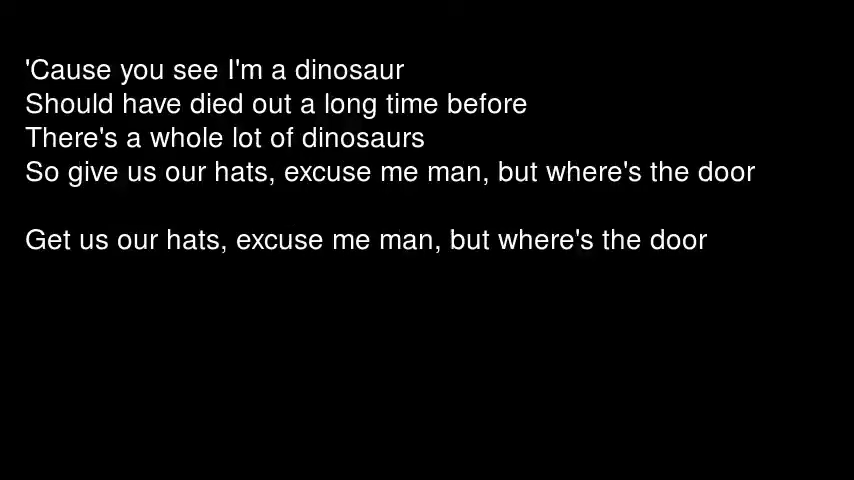 'Cause you see I'm a dinosaur
Should have died out a long time before
There's a whole lot of dinosaurs
So give us our hats, excuse me man, but where's the door
Get us our hats, excuse me man, but where's the door